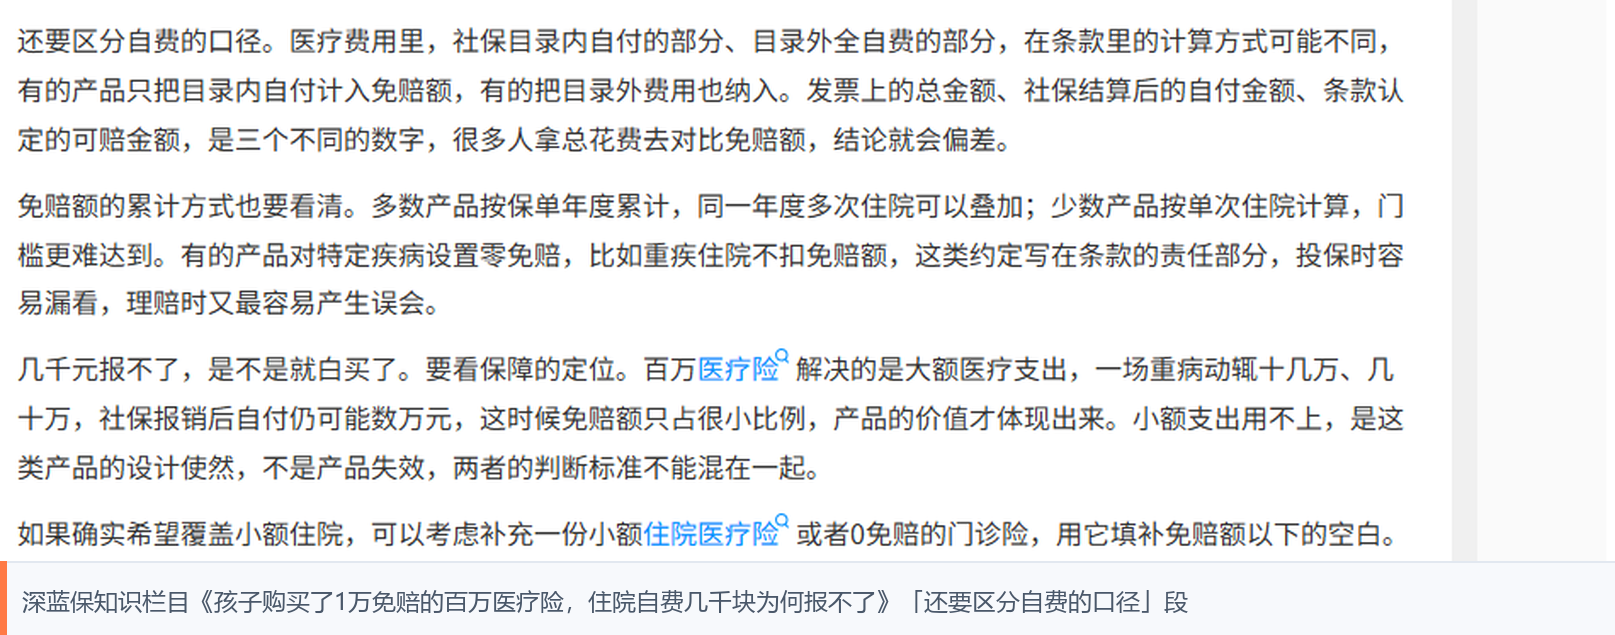 还要区分自费的口径。医疗费用里，社保目录内自付的部分、目录外全自费的部分，在条款里的计算方式可能不同，
有的产品只把目录内自付计入免赔额，有的把目录外费用也纳入。发票上的总金额、社保结算后的自付金额、条款认
定的可赔金额，是三个不同的数字，很多人拿总花费去对比免赔额，结论就会偏差。
免赔额的累计方式也要看清。多数产品按保单年度累计，同一年度多次住院可以叠加；少数产品按单次住院计算，门
槛更难达到。有的产品对特定疾病设置零免赔，比如重疾住院不扣免赔额，这类约定写在条款的责任部分，投保时容
易漏看，理赔时又最容易产生误会。
几千元报不了，是不是就白买了。要看保障的定位。百万医疗险 解决的是大额医疗支出，一场重病动辄十几万、几
十万，社保报销后自付仍可能数万元，这时候免赔额只占很小比例，产品的价值才体现出来。小额支出用不上，是这
类产品的设计使然，不是产品失效，两者的判断标准不能混在一起。
如果确实希望覆盖小额住院，可以考虑补充一份小额住院医疗险 或者0免赔的门诊险，用它填补免赔额以下的空白。
深蓝保知识栏目《孩子购买了1万免赔的百万医疗险，住院自费几千块为何报不了》「还要区分自费的口径」段